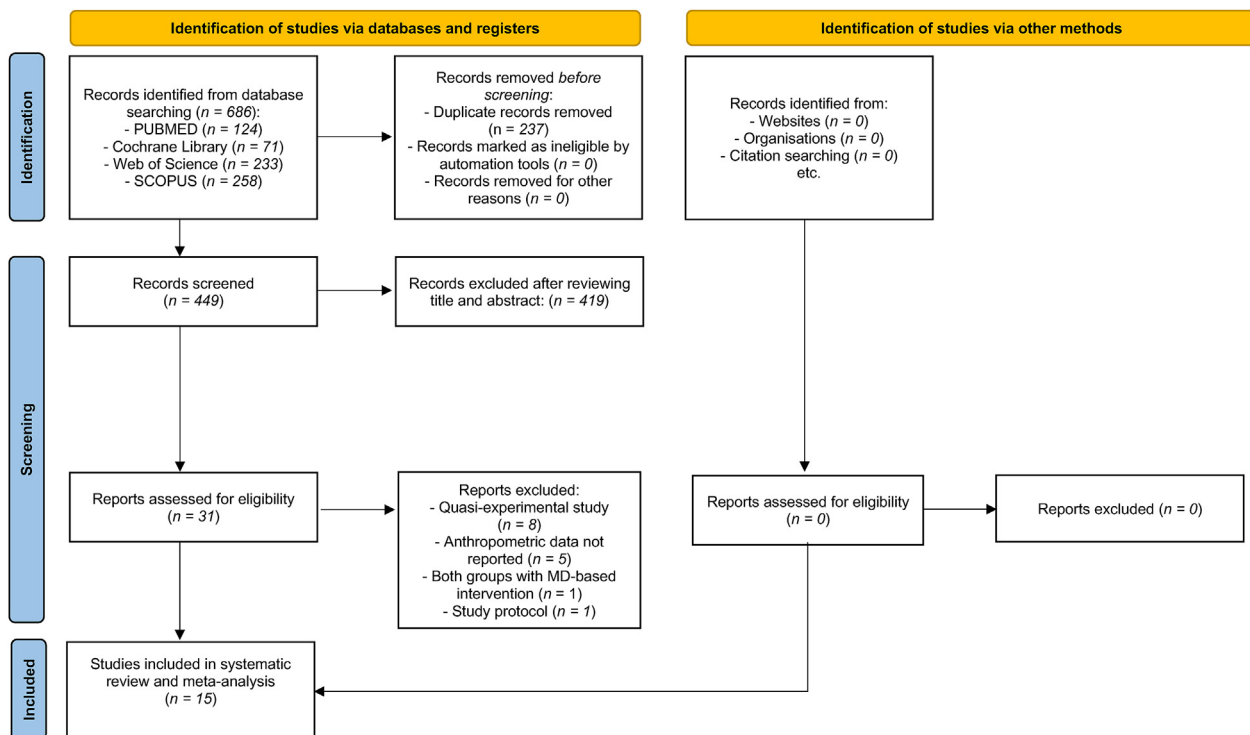 Identification of studies via databases and registers
Identification of studies via other methods
Identification
Records identified from database
searching (n = 686):
- PUBMED (n = 124)
- Cochrane Library (n = 71)
- Web of Science (n = 233)
- SCOPUS (n = 258)
Records removed before
screening:
- Duplicate records removed
(n = 237)
- Records marked as ineligible by
automation tools (n = 0)
- Records removed for other
reasons (n = 0)
Records identified from:
- Websites (n = 0)
- Organisations (n = 0)
- Citation searching (n = 0)
etc.
Screening
Records screened
(n = 449)
Records excluded after reviewing
title and abstract: (n = 419)
Reports assessed for eligibility
(n = 31)
Reports excluded:
- Quasi-experimental study
(n = 8)
- Anthropometric data not
reported (n = 5)
- Both groups with MD-based
intervention (n = 1)
- Study protocol (n = 1)
Reports assessed for eligibility
(n = 0)
Reports excluded (n = 0)
Included
Studies included in systematic
review and meta-analysis
(n = 15)